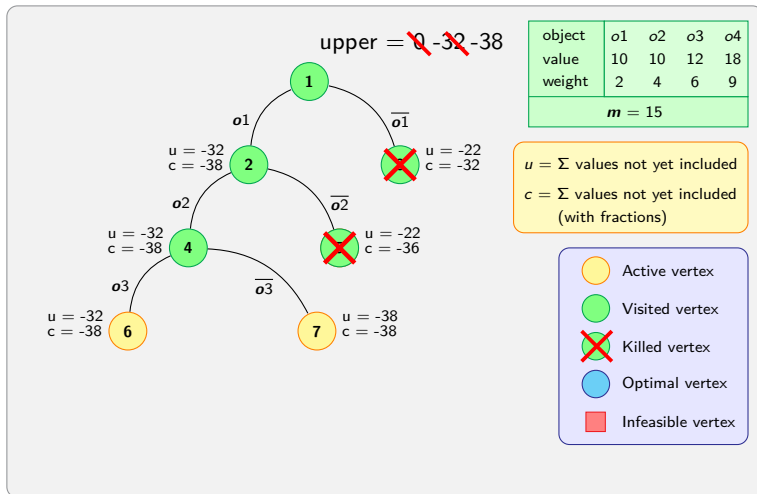 upper = 0 -32 -38
object o1 o2 o3 o4
value 10 10 12 18
weight 2 4 6 9
m = 15
1
o1
o1
u = -32
c = -38
2
u = -22
c = -32
u = Σ values not yet included
c = Σ values not yet included
(with fractions)
o2
o2
u = -32
c = -38
4
u = -22
c = -36
o3
o3
u = -32
c = -38
6
7
u = -38
c = -38
Active vertex
Visited vertex
Killed vertex
Optimal vertex
Infeasible vertex